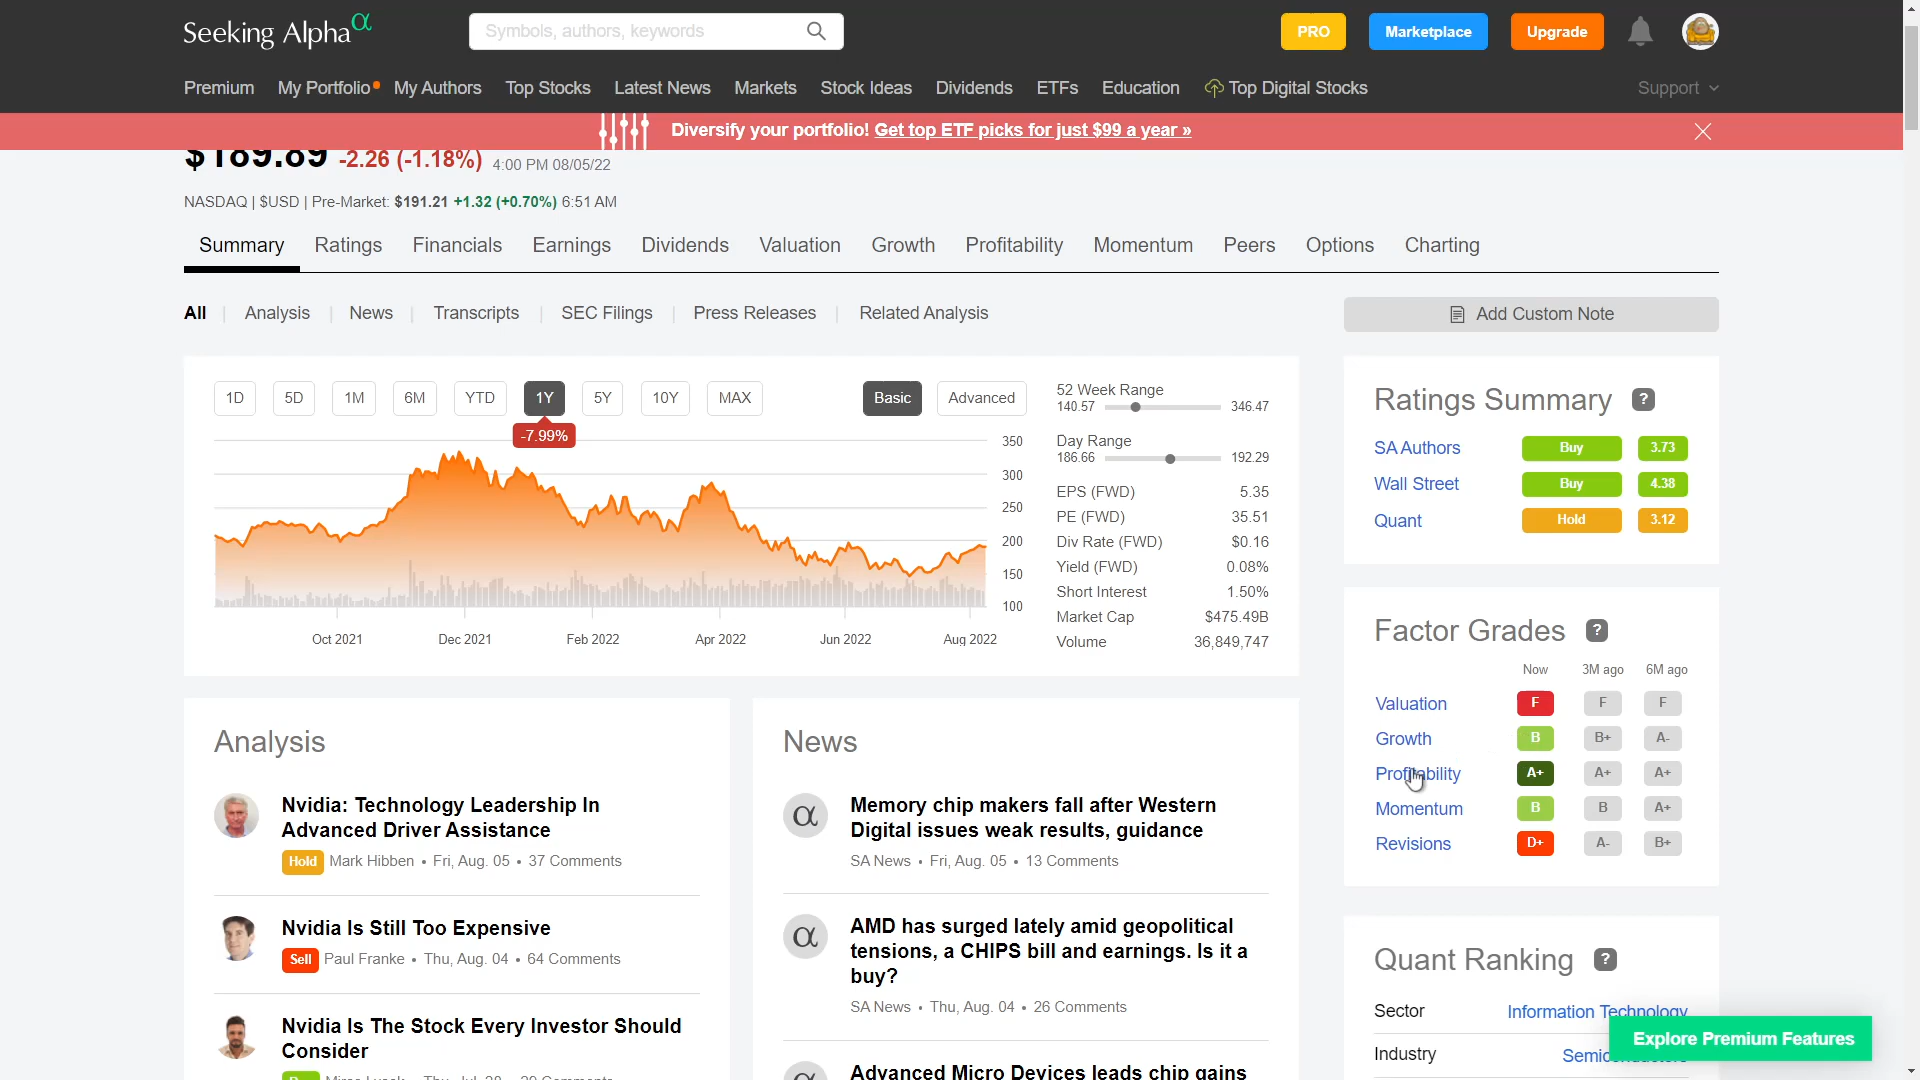 Seeking Alpha α
Symbols, authors, keywords
PRO
Marketplace
Upgrade
Premium My Portfolio My Authors Top Stocks Latest News Markets Stock Ideas Dividends ETFs Education Top Digital Stocks Support
Diversify your portfolio! Get top ETF picks for just $99 a year »
$189.89 -2.26 (-1.18%) 4:00 PM 08/05/22
NASDAQ | $USD | Pre-Market: $191.21 +1.32 (+0.70%) 6:51 AM
Summary Ratings Financials Earnings Dividends Valuation Growth Profitability Momentum Peers Options Charting
All | Analysis | News | Transcripts | SEC Filings | Press Releases | Related Analysis
Add Custom Note
1D 5D 1M 6M YTD 1Y 5Y 10Y MAX
Basic Advanced
-7.99%
350
300
250
200
150
100
Oct 2021 Dec 2021 Feb 2022 Apr 2022 Jun 2022 Aug 2022
52 Week Range
140.57 346.47
Day Range
186.66 192.29
EPS (FWD) 5.35
PE (FWD) 35.51
Div Rate (FWD) $0.16
Yield (FWD) 0.08%
Short Interest 1.50%
Market Cap $475.49B
Volume 36,849,747
Ratings Summary ?
SA Authors Buy 3.73
Wall Street Buy 4.38
Quant Hold 3.12
Factor Grades ?
Now 3M ago 6M ago
Valuation F F F
Growth B B+ A-
Profitability A+ A+ A+
Momentum B B A+
Revisions D+ A- B+
Quant Ranking ?
Sector Information Technology
Industry
Explore Premium Features
Analysis
Nvidia: Technology Leadership In
Advanced Driver Assistance
Hold Mark Hibben • Fri, Aug. 05 • 37 Comments
Nvidia Is Still Too Expensive
Sell Paul Franke • Thu, Aug. 04 • 64 Comments
Nvidia Is The Stock Every Investor Should
Consider
News
α
Memory chip makers fall after Western
Digital issues weak results, guidance
SA News • Fri, Aug. 05 • 13 Comments
α
AMD has surged lately amid geopolitical
tensions, a CHIPS bill and earnings. Is it a
buy?
SA News • Thu, Aug. 04 • 26 Comments
Advanced Micro Devices leads chip gains